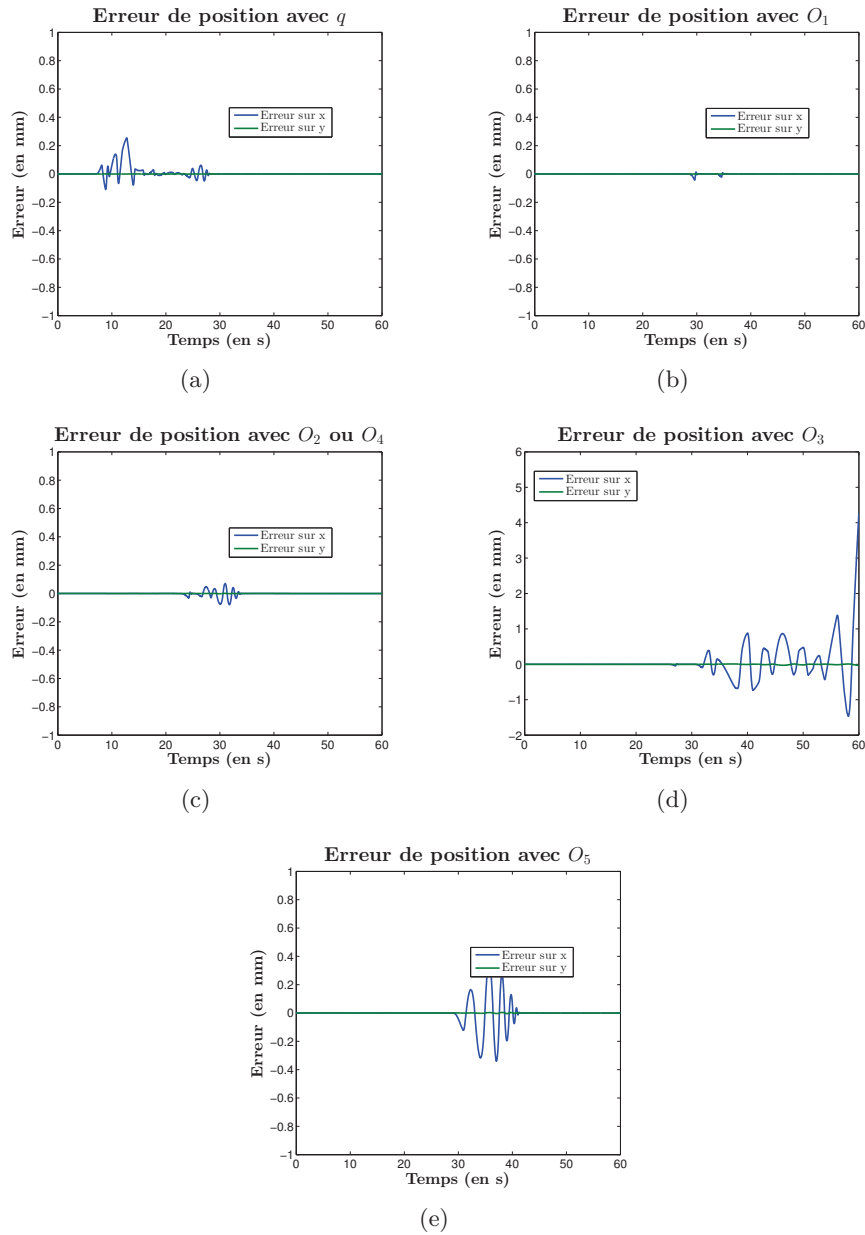 Erreur de position avec q
1
0.8
0.6
0.4
0.2
0
−0.2
−0.4
−0.6
−0.8
−1
Erreur (en mm)
Erreur sur x
Erreur sur y
0 10 20 30 40 50 60
Temps (en s)
(a)
Erreur de position avec O1
1
0.8
0.6
0.4
0.2
0
−0.2
−0.4
−0.6
−0.8
−1
Erreur (en mm)
Erreur sur x
Erreur sur y
0 10 20 30 40 50 60
Temps (en s)
(b)
Erreur de position avec O2 ou O4
1
0.8
0.6
0.4
0.2
0
−0.2
−0.4
−0.6
−0.8
−1
Erreur (en mm)
Erreur sur x
Erreur sur y
0 10 20 30 40 50 60
Temps (en s)
(c)
Erreur de position avec O3
6
5
4
3
2
1
0
−1
−2
Erreur (en mm)
Erreur sur x
Erreur sur y
0 10 20 30 40 50 60
Temps (en s)
(d)
Erreur de position avec O5
1
0.8
0.6
0.4
0.2
0
−0.2
−0.4
−0.6
−0.8
−1
Erreur (en mm)
Erreur sur x
Erreur sur y
0 10 20 30 40 50 60
Temps (en s)
(e)